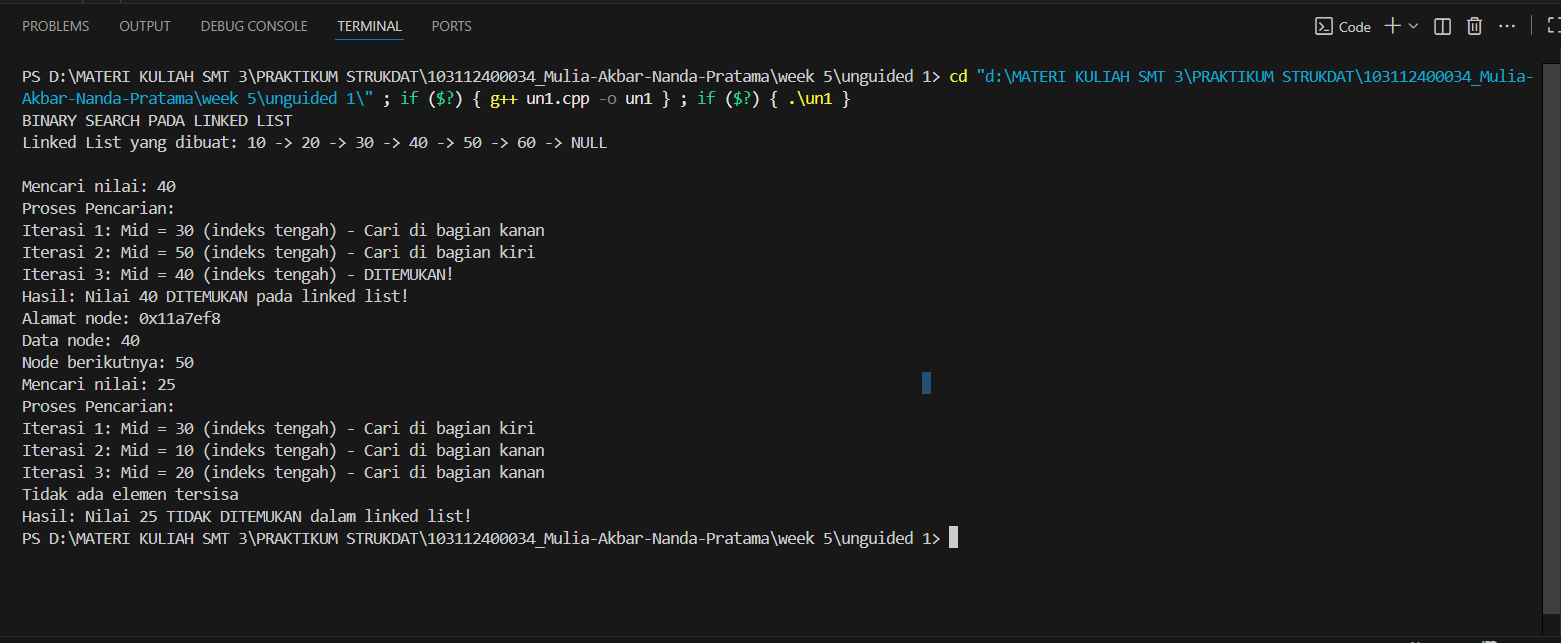 PROBLEMS OUTPUT DEBUG CONSOLE TERMINAL PORTS Code
PS D:\MATERI KULIAH SMT 3\PRAKTIKUM STRUKDAT\103112400034_Mulia-Akbar-Nanda-Pratama\week 5\unguided 1> cd "d:\MATERI KULIAH SMT 3\PRAKTIKUM STRUKDAT\103112400034_Mulia-
Akbar-Nanda-Pratama\week 5\unguided 1\" ; if ($?) { g++ un1.cpp -o un1 } ; if ($?) { .\un1 }
BINARY SEARCH PADA LINKED LIST
Linked List yang dibuat: 10 -> 20 -> 30 -> 40 -> 50 -> 60 -> NULL
Mencari nilai: 40
Proses Pencarian:
Iterasi 1: Mid = 30 (indeks tengah) - Cari di bagian kanan
Iterasi 2: Mid = 50 (indeks tengah) - Cari di bagian kiri
Iterasi 3: Mid = 40 (indeks tengah) - DITEMUKAN!
Hasil: Nilai 40 DITEMUKAN pada linked list!
Alamat node: 0x11a7ef8
Data node: 40
Node berikutnya: 50
Mencari nilai: 25
Proses Pencarian:
Iterasi 1: Mid = 30 (indeks tengah) - Cari di bagian kiri
Iterasi 2: Mid = 10 (indeks tengah) - Cari di bagian kanan
Iterasi 3: Mid = 20 (indeks tengah) - Cari di bagian kanan
Tidak ada elemen tersisa
Hasil: Nilai 25 TIDAK DITEMUKAN dalam linked list!
PS D:\MATERI KULIAH SMT 3\PRAKTIKUM STRUKDAT\103112400034_Mulia-Akbar-Nanda-Pratama\week 5\unguided 1>